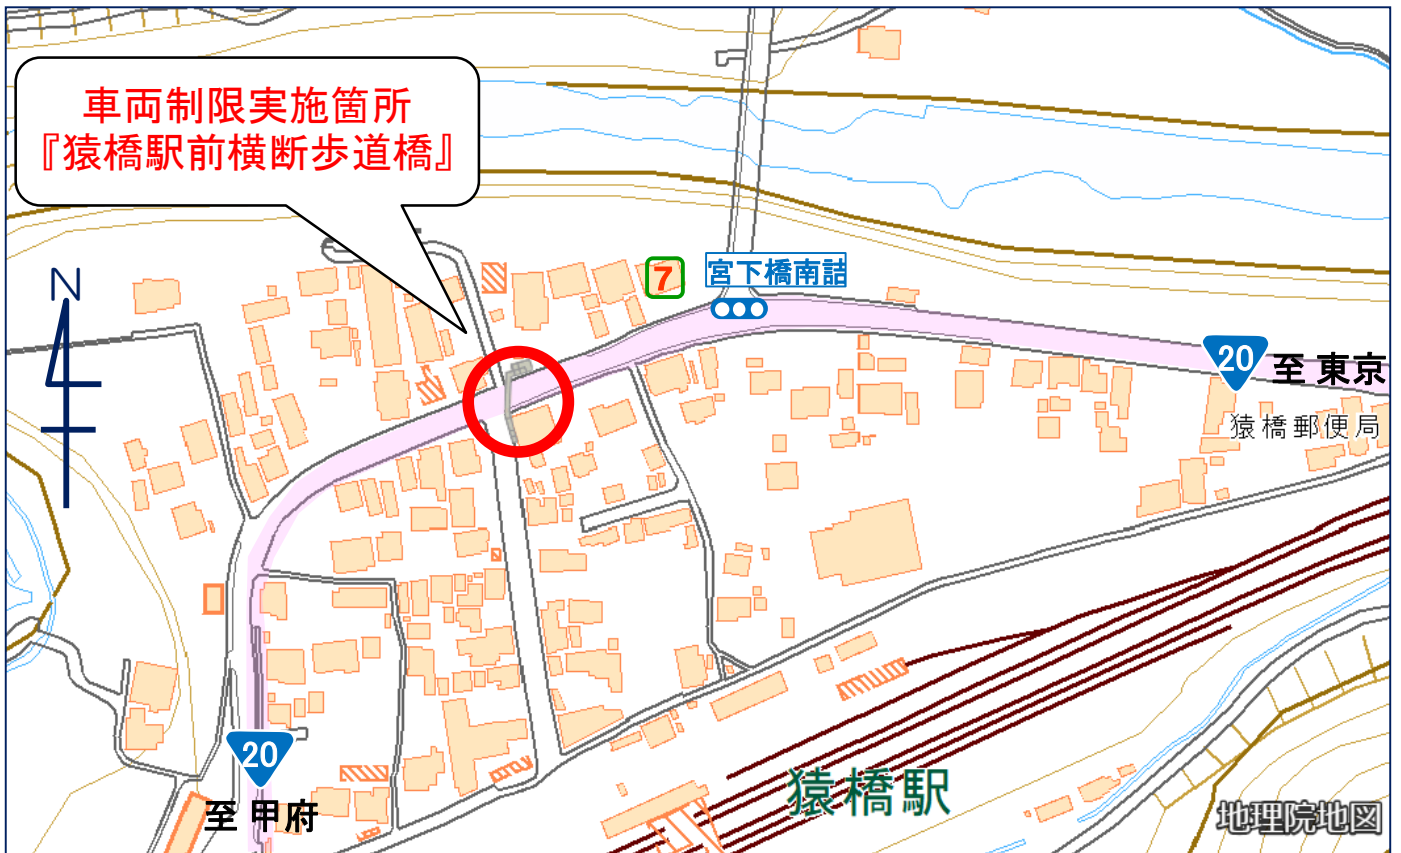 車両制限実施箇所
『猿橋駅前横断歩道橋』
N
7
宮下橋南詰
20
至 東京
猿橋郵便局
20
至 甲府
猿橋駅
地理院地図